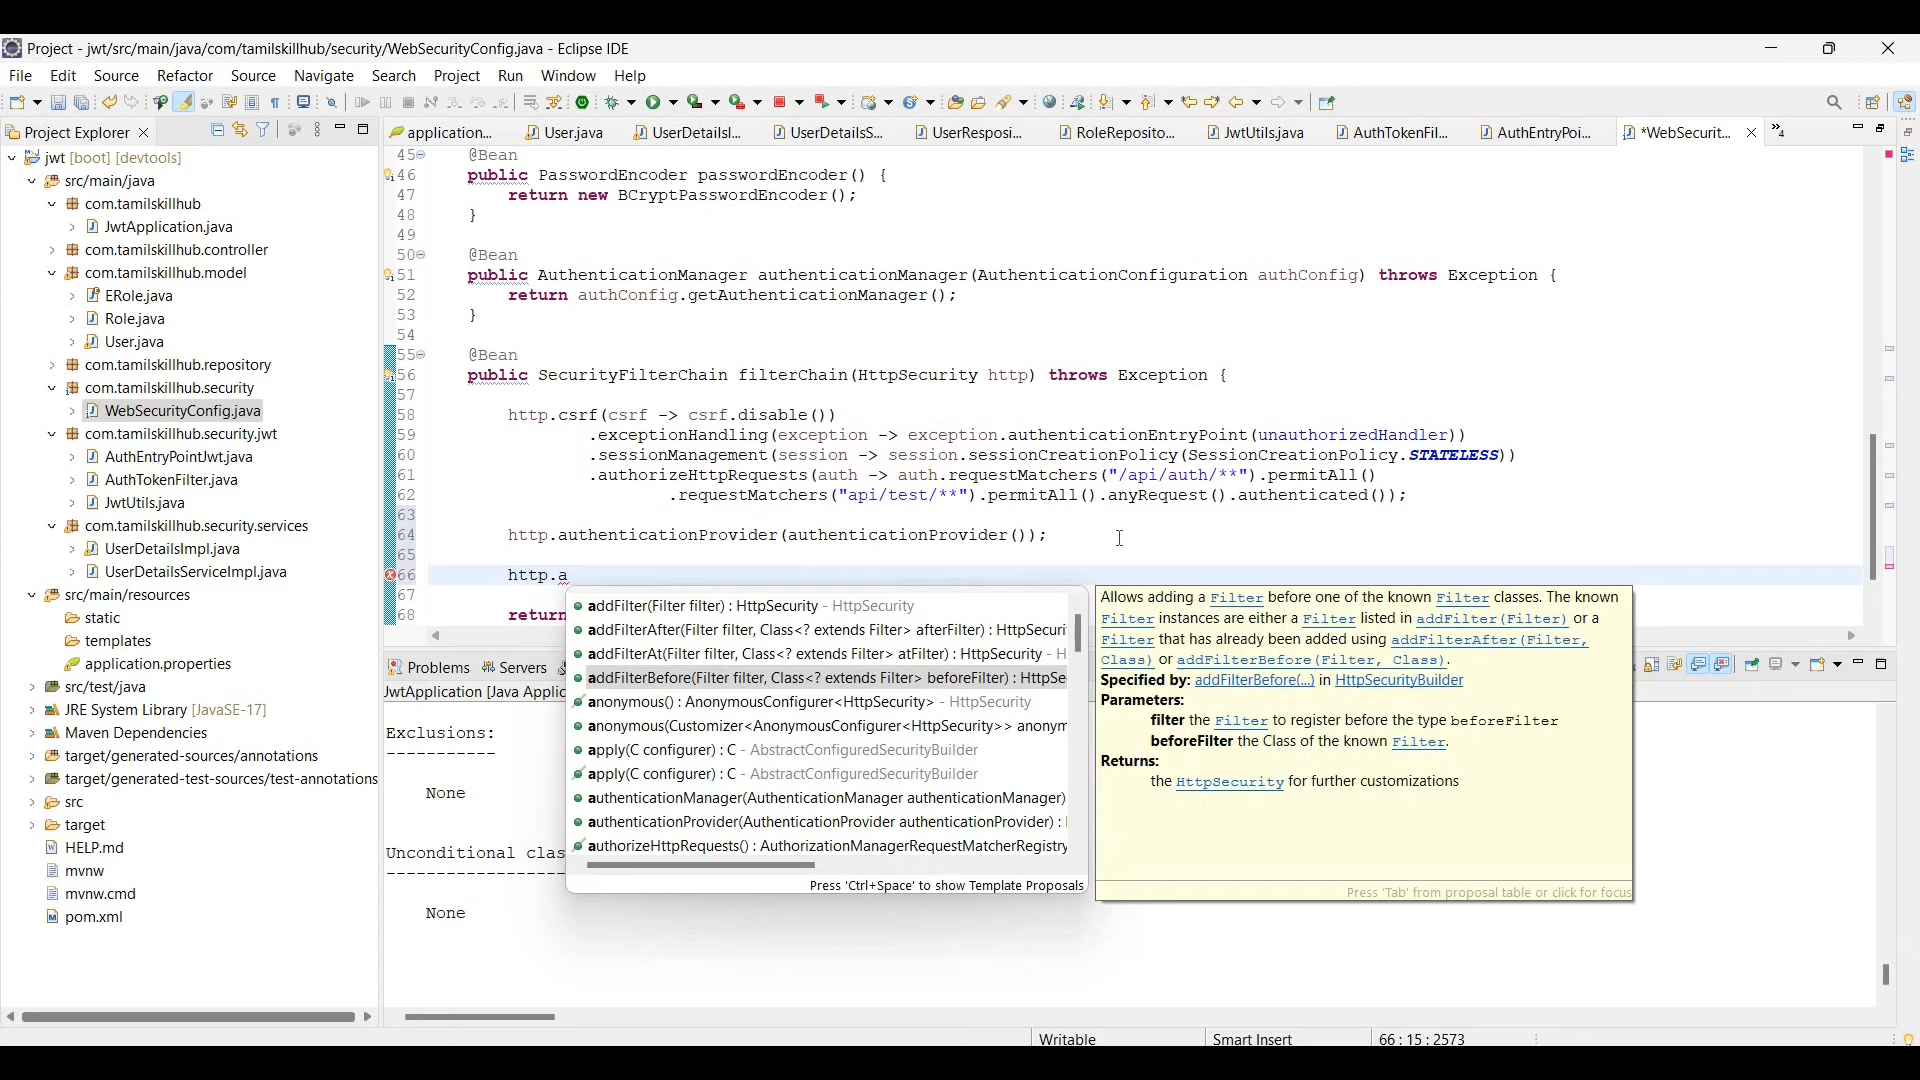 Project - jwt/src/main/java/com/tamilskillhub/security/WebSecurityConfig.java - Eclipse IDE
File Edit Source Refactor Source Navigate Search Project Run Window Help
Project Explorer
application... User.java UserDetailsI... UserDetailsS... UserResposi... RoleReposito... JwtUtils.java AuthTokenFil... AuthEntryPoi... *WebSecurit... »4
jwt [boot] [devtools]
src/main/java
com.tamilskillhub
JwtApplication.java
com.tamilskillhub.controller
com.tamilskillhub.model
ERole.java
Role.java
User.java
com.tamilskillhub.repository
com.tamilskillhub.security
WebSecurityConfig.java
com.tamilskillhub.security.jwt
AuthEntryPointJwt.java
AuthTokenFilter.java
JwtUtils.java
com.tamilskillhub.security.services
UserDetailsImpl.java
UserDetailsServiceImpl.java
src/main/resources
static
templates
application.properties
src/test/java
JRE System Library [JavaSE-17]
Maven Dependencies
target/generated-sources/annotations
target/generated-test-sources/test-annotations
src
target
HELP.md
mvnw
mvnw.cmd
pom.xml
45 @Bean
46 public PasswordEncoder passwordEncoder() {
47 return new BCryptPasswordEncoder();
48 }
49
50 @Bean
51 public AuthenticationManager authenticationManager(AuthenticationConfiguration authConfig) throws Exception {
52 return authConfig.getAuthenticationManager();
53 }
54
55 @Bean
56 public SecurityFilterChain filterChain(HttpSecurity http) throws Exception {
57
58 http.csrf(csrf -> csrf.disable())
59 .exceptionHandling(exception -> exception.authenticationEntryPoint(unauthorizedHandler))
60 .sessionManagement(session -> session.sessionCreationPolicy(SessionCreationPolicy.STATELESS))
61 .authorizeHttpRequests(auth -> auth.requestMatchers("/api/auth/**").permitAll()
62 .requestMatchers("api/test/**").permitAll().anyRequest().authenticated());
63
64 http.authenticationProvider(authenticationProvider());
65
66 http.a
67
68 return
addFilter(Filter filter) : HttpSecurity - HttpSecurity
addFilterAfter(Filter filter, Class<? extends Filter> afterFilter) : HttpSecuri
addFilterAt(Filter filter, Class<? extends Filter> atFilter) : HttpSecurity - H
addFilterBefore(Filter filter, Class<? extends Filter> beforeFilter) : HttpSe
anonymous() : AnonymousConfigurer<HttpSecurity> - HttpSecurity
anonymous(Customizer<AnonymousConfigurer<HttpSecurity>> anonym
apply(C configurer) : C - AbstractConfiguredSecurityBuilder
apply(C configurer) : C - AbstractConfiguredSecurityBuilder
authenticationManager(AuthenticationManager authenticationManager)
authenticationProvider(AuthenticationProvider authenticationProvider) :
authorizeHttpRequests() : AuthorizationManagerRequestMatcherRegistry
Press 'Ctrl+Space' to show Template Proposals
Allows adding a Filter before one of the known Filter classes. The known
Filter instances are either a Filter listed in addFilter(Filter) or a
Filter that has already been added using addFilterAfter(Filter,
Class) or addFilterBefore(Filter, Class).
Specified by: addFilterBefore(...) in HttpSecurityBuilder
Parameters:
filter the Filter to register before the type beforeFilter
beforeFilter the Class of the known Filter.
Returns:
the HttpSecurity for further customizations
Press 'Tab' from proposal table or click for focus
Problems Servers
JwtApplication [Java Applic
Exclusions:
-----------
None
Unconditional clas
None
Writable Smart Insert 66 : 15 : 2573